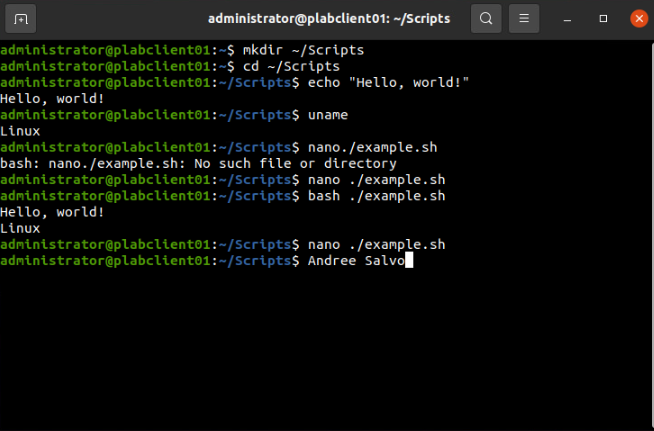 administrator@plabclient01: ~/Scripts
administrator@plabclient01:~$ mkdir ~/Scripts
administrator@plabclient01:~$ cd ~/Scripts
administrator@plabclient01:~/Scripts$ echo "Hello, world!"
Hello, world!
administrator@plabclient01:~/Scripts$ uname
Linux
administrator@plabclient01:~/Scripts$ nano./example.sh
bash: nano./example.sh: No such file or directory
administrator@plabclient01:~/Scripts$ nano ./example.sh
administrator@plabclient01:~/Scripts$ bash ./example.sh
Hello, world!
Linux
administrator@plabclient01:~/Scripts$ nano ./example.sh
administrator@plabclient01:~/Scripts$ Andree Salvo